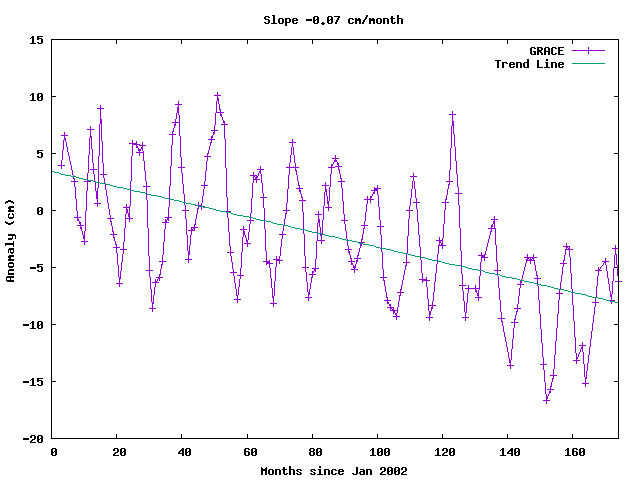 Slope -0.07 cm/month
GRACE
Trend Line
15
10
5
0
-5
-10
-15
-20
Anomaly (cm)
0 20 40 60 80 100 120 140 160
Months since Jan 2002